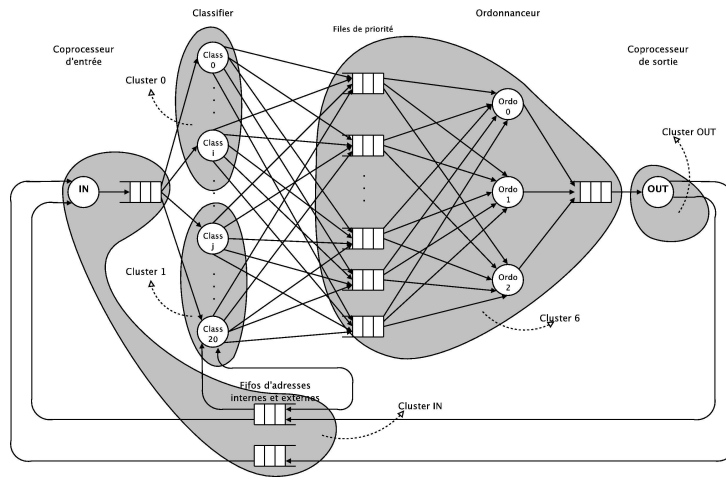 Classifier
Ordonnanceur
Files de priorité
Coprocesseur
d'entrée
Coprocesseur
de sortie
Class
0
Cluster 0
Ordo
0
Cluster OUT
Class
i
IN
Ordo
1
OUT
Class
j
Cluster 1
Ordo
2
Class
20
Cluster 6
Fifos d'adresses
internes et externes
Cluster IN